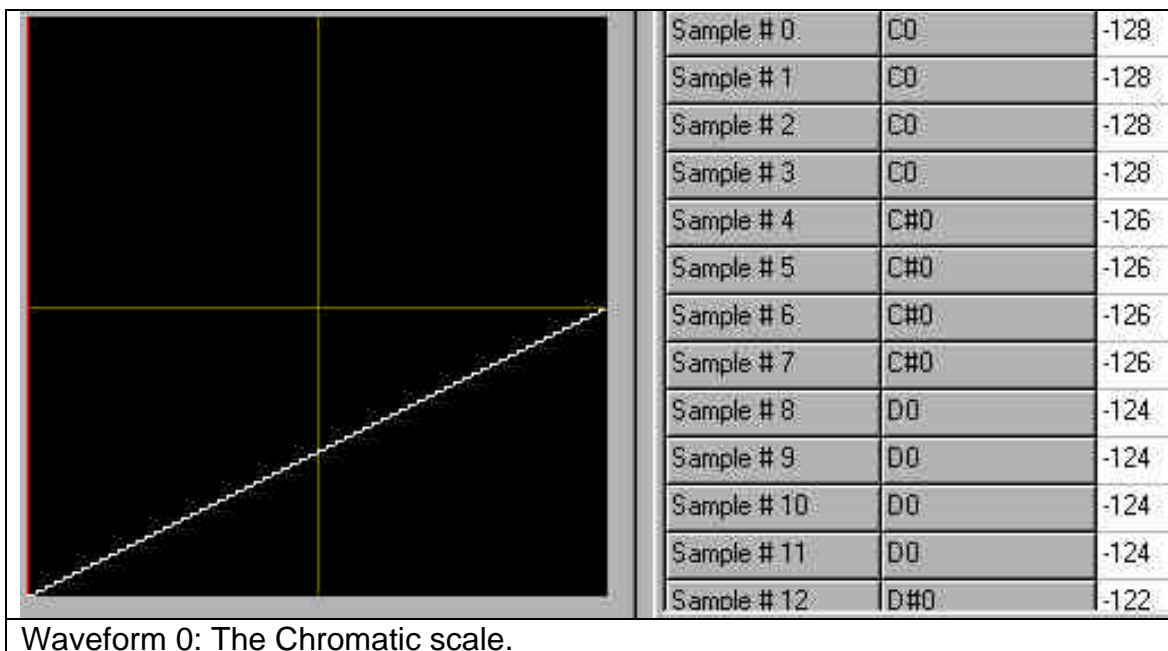 Sample # 0 C0 -128
Sample # 1 C0 -128
Sample # 2 C0 -128
Sample # 3 C0 -128
Sample # 4 C#0 -126
Sample # 5 C#0 -126
Sample # 6 C#0 -126
Sample # 7 C#0 -126
Sample # 8 D0 -124
Sample # 9 D0 -124
Sample # 10 D0 -124
Sample # 11 D0 -124
Sample # 12 D#0 -122
Waveform 0: The Chromatic scale.